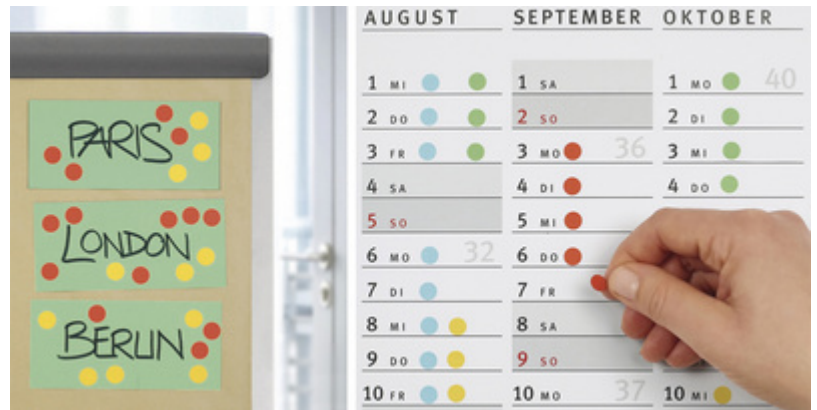 PARIS
LONDON
BERLIN
AUGUST SEPTEMBER OKTOBER
1 MI 1 SA 1 MO 40
2 DO 2 SO 2 DI
3 FR 3 MO 36 3 MI
4 SA 4 DI 4 DO
5 SO 5 MI
6 MO 32 6 DO
7 DI 7 FR
8 MI 8 SA
9 DO 9 SO
10 FR 10 MO 37 10 MI